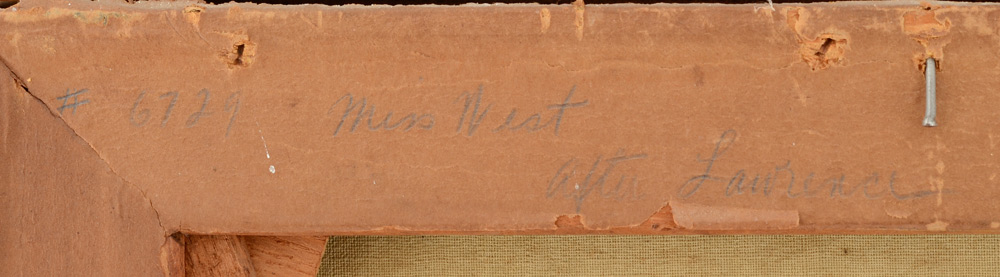 # 6729 Miss West
after Lawrence